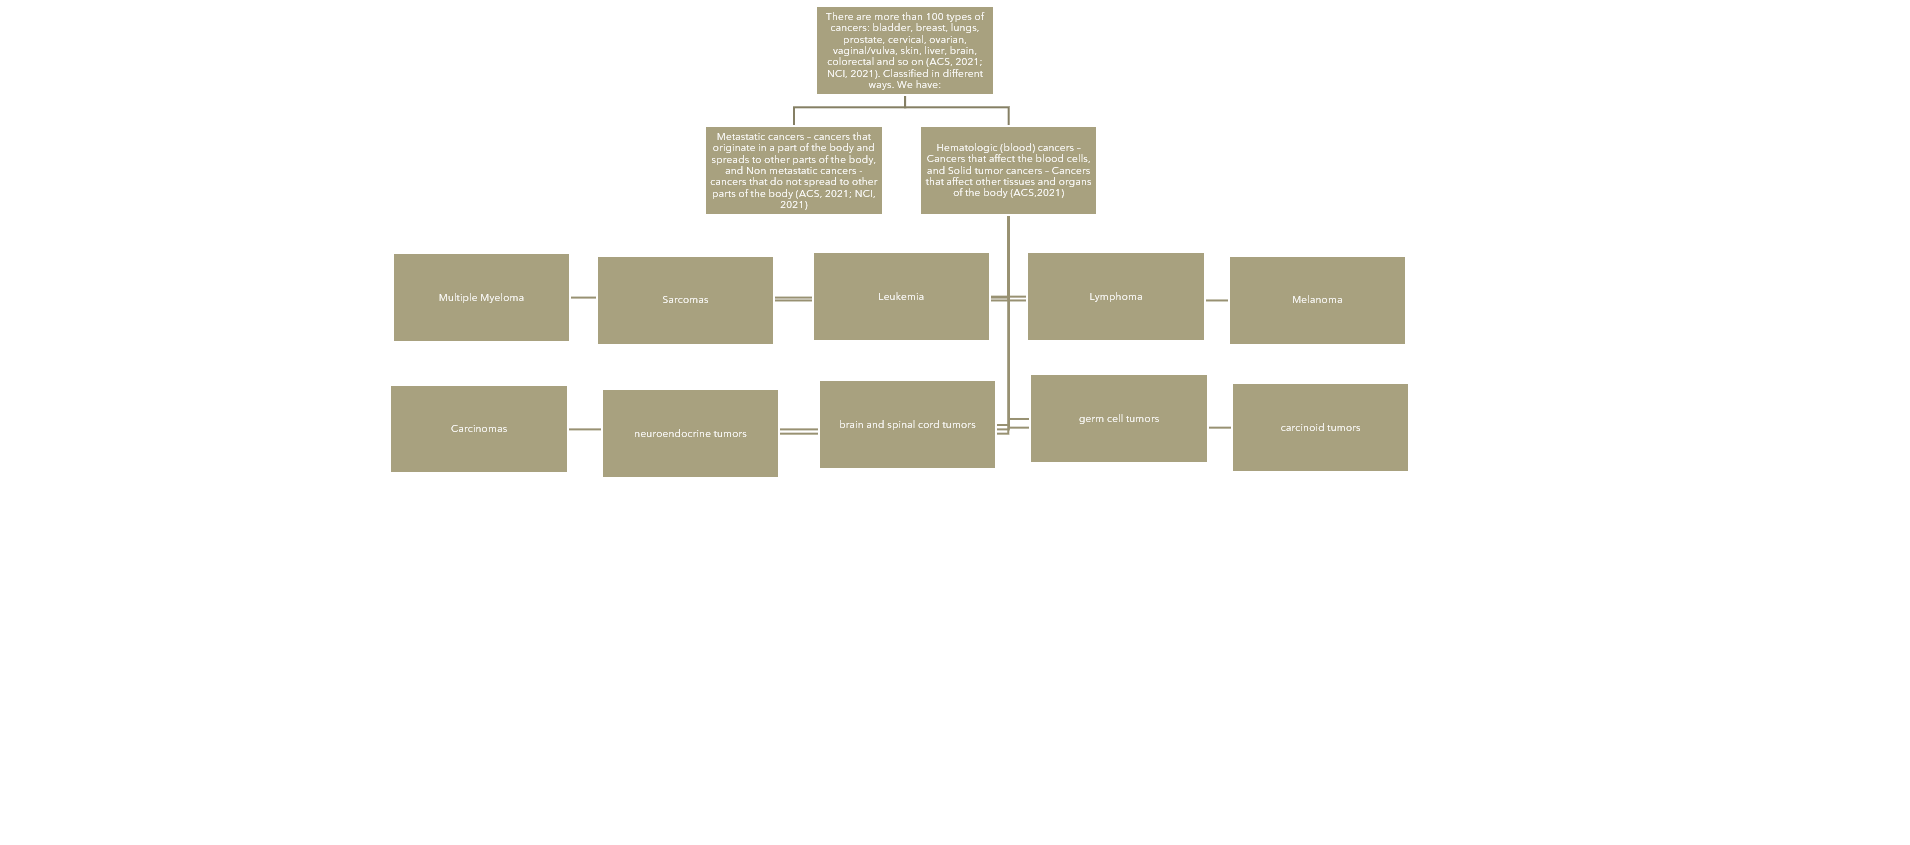 There are more than 100 types of
cancers: bladder, breast, lungs,
prostate, cervical, ovarian,
vaginal/vulva, skin, liver, brain,
colorectal and so on (ACS, 2021;
NCI, 2021). Classified in different
ways. We have:
Metastatic cancers – cancers that
originate in a part of the body and
spreads to other parts of the body,
and Non metastatic cancers -
cancers that do not spread to other
parts of the body (ACS, 2021; NCI,
2021)
Hematologic (blood) cancers –
Cancers that affect the blood cells,
and Solid tumor cancers – Cancers
that affect other tissues and organs
of the body (ACS,2021)
Multiple Myeloma
Sarcomas
Leukemia
Lymphoma
Melanoma
Carcinomas
neuroendocrine tumors
brain and spinal cord tumors
germ cell tumors
carcinoid tumors